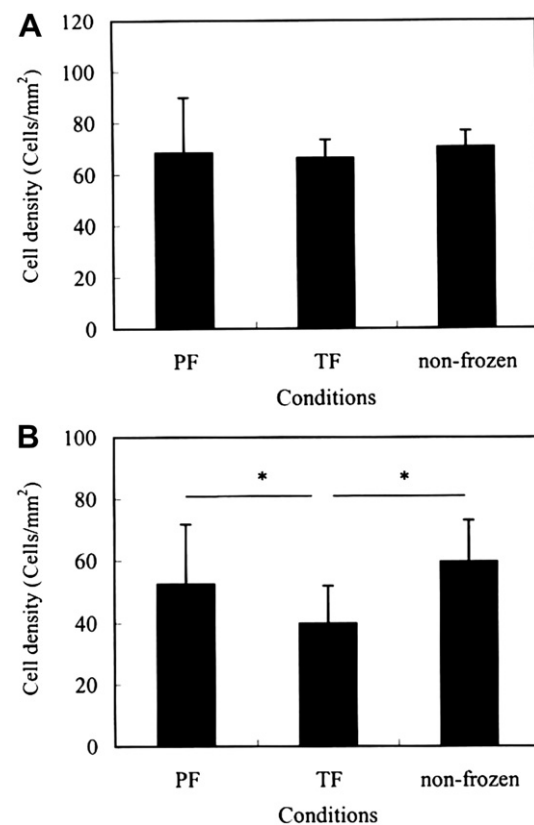 A
120
100
80
60
40
20
0
Cell density (Cells/mm²)
PF TF non-frozen
Conditions
B
100
80
60
40
20
0
Cell density (Cells/mm²)
* *
PF TF non-frozen
Conditions